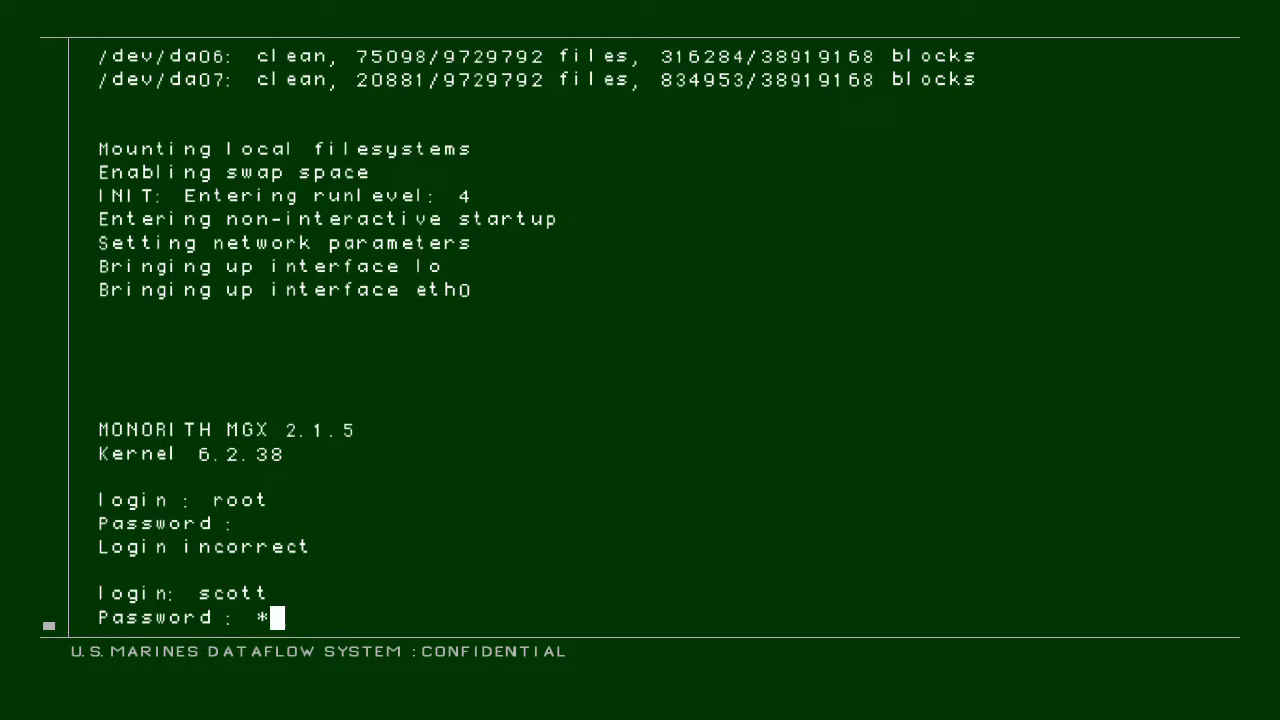 /dev/da06: clean, 75098/9729792 files, 316284/38919168 blocks
/dev/da07: clean, 20881/9729792 files, 834953/38919168 blocks
Mounting local filesystems
Enabling swap space
INIT: Entering runlevel: 4
Entering non-interactive startup
Setting network parameters
Bringing up interface lo
Bringing up interface eth0
MONORITH MGX 2.1.5
Kernel 6.2.38
login : root
Password :
Login incorrect
login: scott
Password : *
U.S.MARINES DATAFLOW SYSTEM :CONFIDENTIAL